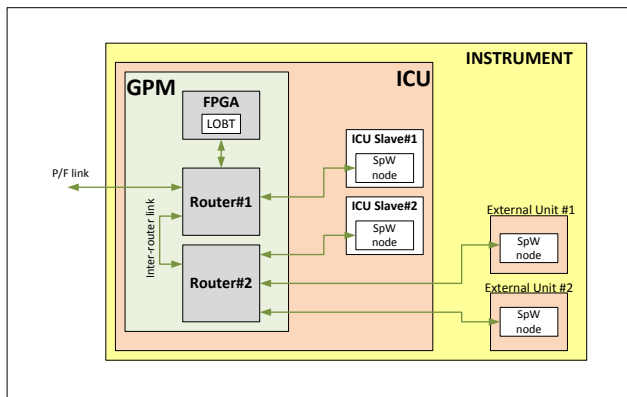 INSTRUMENT
ICU
GPM
FPGA
LOBT
ICU Slave#1
SpW
node
P/F link
Router#1
ICU Slave#2
SpW
node
Inter-router link
External Unit #1
SpW
node
Router#2
External Unit #2
SpW
node